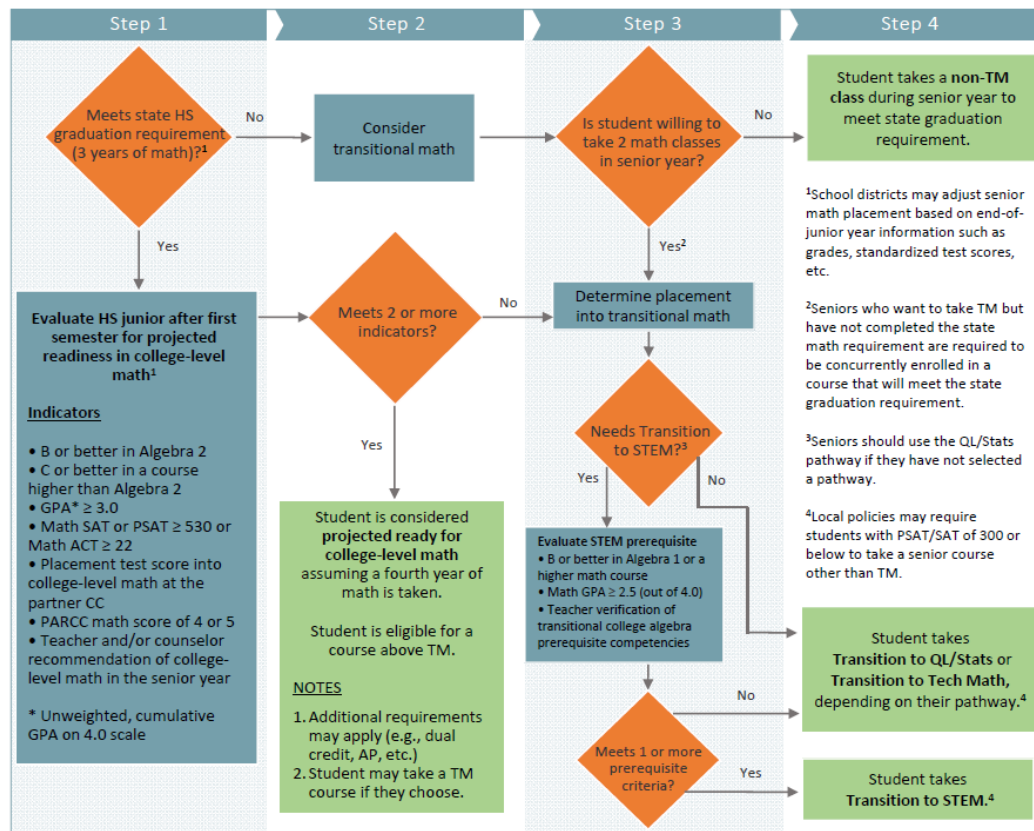 Step 1
Step 2
Step 3
Step 4
Meets state HS
graduation requirement
(3 years of math)?¹
No
Consider
transitional math
Is student willing to
take 2 math classes
in senior year?
No
Student takes a non-TM
class during senior year to
meet state graduation
requirement.
Yes
Yes²
Evaluate HS junior after first
semester for projected
readiness in college-level
math¹
Indicators
• B or better in Algebra 2
• C or better in a course
higher than Algebra 2
• GPA* ≥ 3.0
• Math SAT or PSAT ≥ 530 or
Math ACT ≥ 22
• Placement test score into
college-level math at the
partner CC
• PARCC math score of 4 or 5
• Teacher and/or counselor
recommendation of college-
level math in the senior year
* Unweighted, cumulative
GPA on 4.0 scale
Meets 2 or more
indicators?
No
Yes
Student is considered
projected ready for
college-level math
assuming a fourth year of
math is taken.
Student is eligible for a
course above TM.
NOTES
1. Additional requirements
may apply (e.g., dual
credit, AP, etc.)
2. Student may take a TM
course if they choose.
Determine placement
into transitional math
Needs Transition
to STEM?³
Yes
No
Evaluate STEM prerequisite
• B or better in Algebra 1 or a
higher math course
• Math GPA ≥ 2.5 (out of 4.0)
• Teacher verification of
transitional college algebra
prerequisite competencies
Meets 1 or more
prerequisite
criteria?
No
Yes
¹School districts may adjust senior
math placement based on end-of-
junior year information such as
grades, standardized test scores,
etc.
²Seniors who want to take TM but
have not completed the state
math requirement are required to
be concurrently enrolled in a
course that will meet the state
graduation requirement.
³Seniors should use the QL/Stats
pathway if they have not selected
a pathway.
⁴Local policies may require
students with PSAT/SAT of 300 or
below to take a senior course
other than TM.
Student takes
Transition to QL/Stats or
Transition to Tech Math,
depending on their pathway.⁴
Student takes
Transition to STEM.⁴